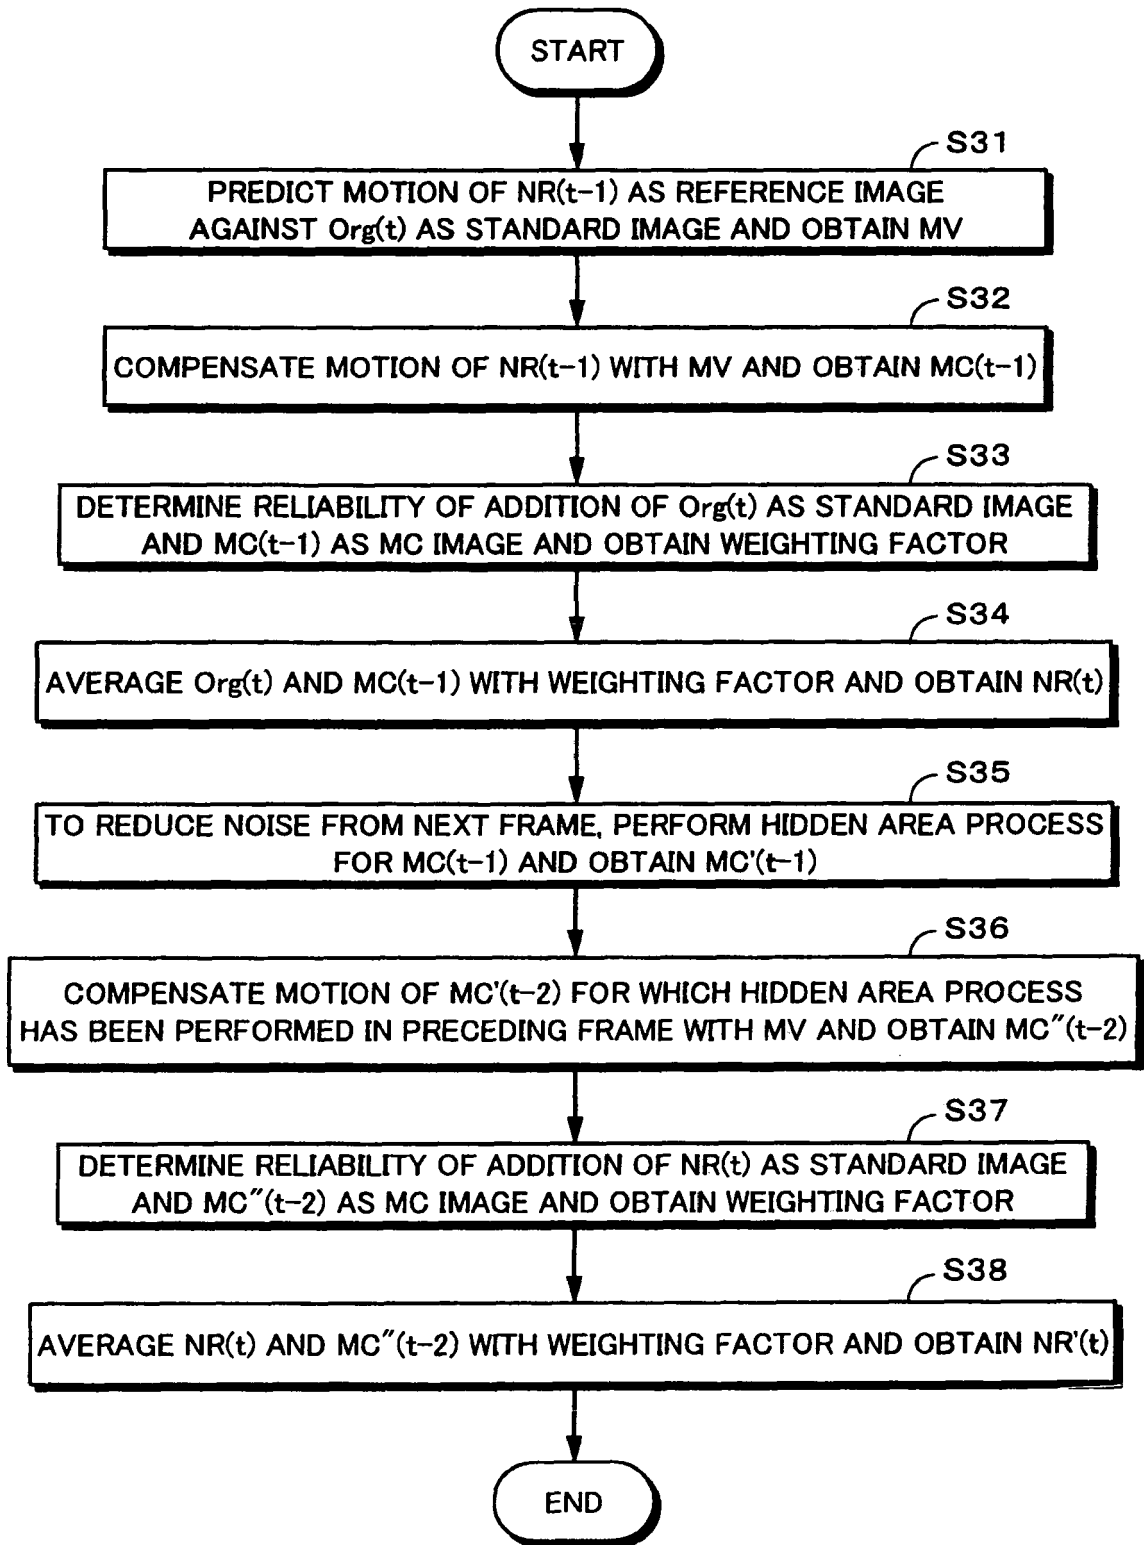 START
S31
PREDICT MOTION OF NR(t-1) AS REFERENCE IMAGE
AGAINST Org(t) AS STANDARD IMAGE AND OBTAIN MV
S32
COMPENSATE MOTION OF NR(t-1) WITH MV AND OBTAIN MC(t-1)
S33
DETERMINE RELIABILITY OF ADDITION OF Org(t) AS STANDARD IMAGE
AND MC(t-1) AS MC IMAGE AND OBTAIN WEIGHTING FACTOR
S34
AVERAGE Org(t) AND MC(t-1) WITH WEIGHTING FACTOR AND OBTAIN NR(t)
S35
TO REDUCE NOISE FROM NEXT FRAME, PERFORM HIDDEN AREA PROCESS
FOR MC(t-1) AND OBTAIN MC'(t-1)
S36
COMPENSATE MOTION OF MC'(t-2) FOR WHICH HIDDEN AREA PROCESS
HAS BEEN PERFORMED IN PRECEDING FRAME WITH MV AND OBTAIN MC″(t-2)
S37
DETERMINE RELIABILITY OF ADDITION OF NR(t) AS STANDARD IMAGE
AND MC″(t-2) AS MC IMAGE AND OBTAIN WEIGHTING FACTOR
S38
AVERAGE NR(t) AND MC″(t-2) WITH WEIGHTING FACTOR AND OBTAIN NR'(t)
END